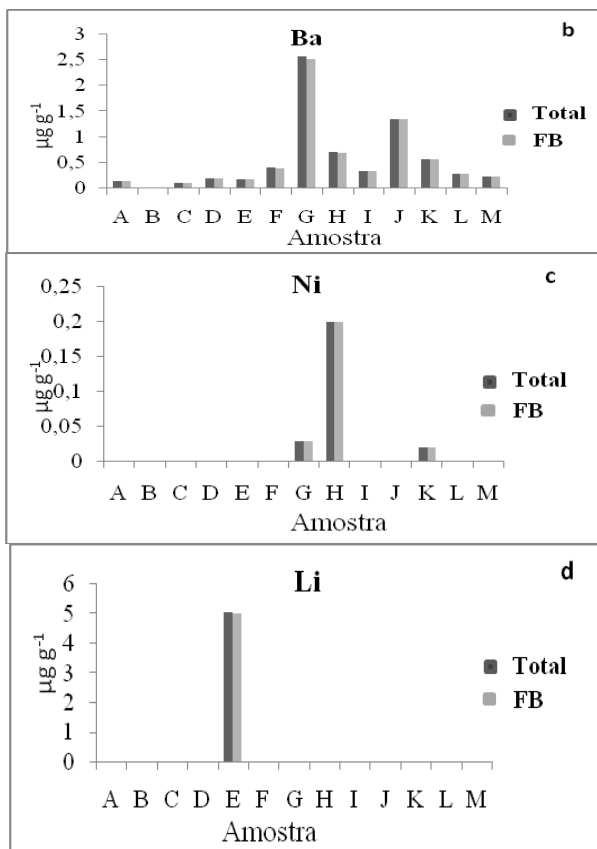 Ba
b
3
2,5
2
1,5
1
0,5
0
µg g⁻¹
Total
FB
A B C D E F G H I J K L M
Amostra
Ni
c
0,25
0,2
0,15
0,1
0,05
0
µg g⁻¹
Total
FB
A B C D E F G H I J K L M
Amostra
Li
d
6
5
4
3
2
1
0
µg g⁻¹
Total
FB
A B C D E F G H I J K L M
Amostra